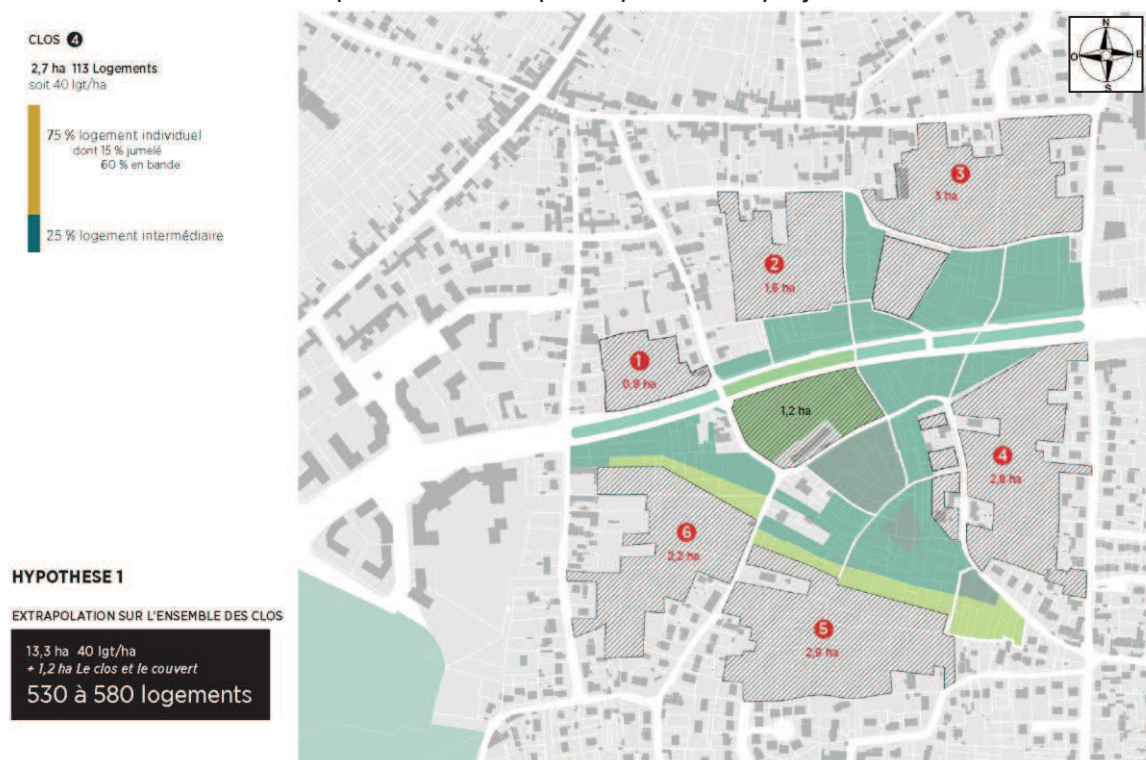 CLOS 4
2,7 ha 113 Logements
soit 40 lgt/ha
75 % logement individuel
dont 15 % jumelé
60 % en bande
25 % logement intermédiaire
N
O
E
S
3
3 ha
2
1,6 ha
1
0,9 ha
1,2 ha
4
2,8 ha
6
2,2 ha
5
2,9 ha
HYPOTHESE 1
EXTRAPOLATION SUR L'ENSEMBLE DES CLOS
13,3 ha 40 lgt/ha
+ 1,2 ha Le clos et le couvert
530 à 580 logements